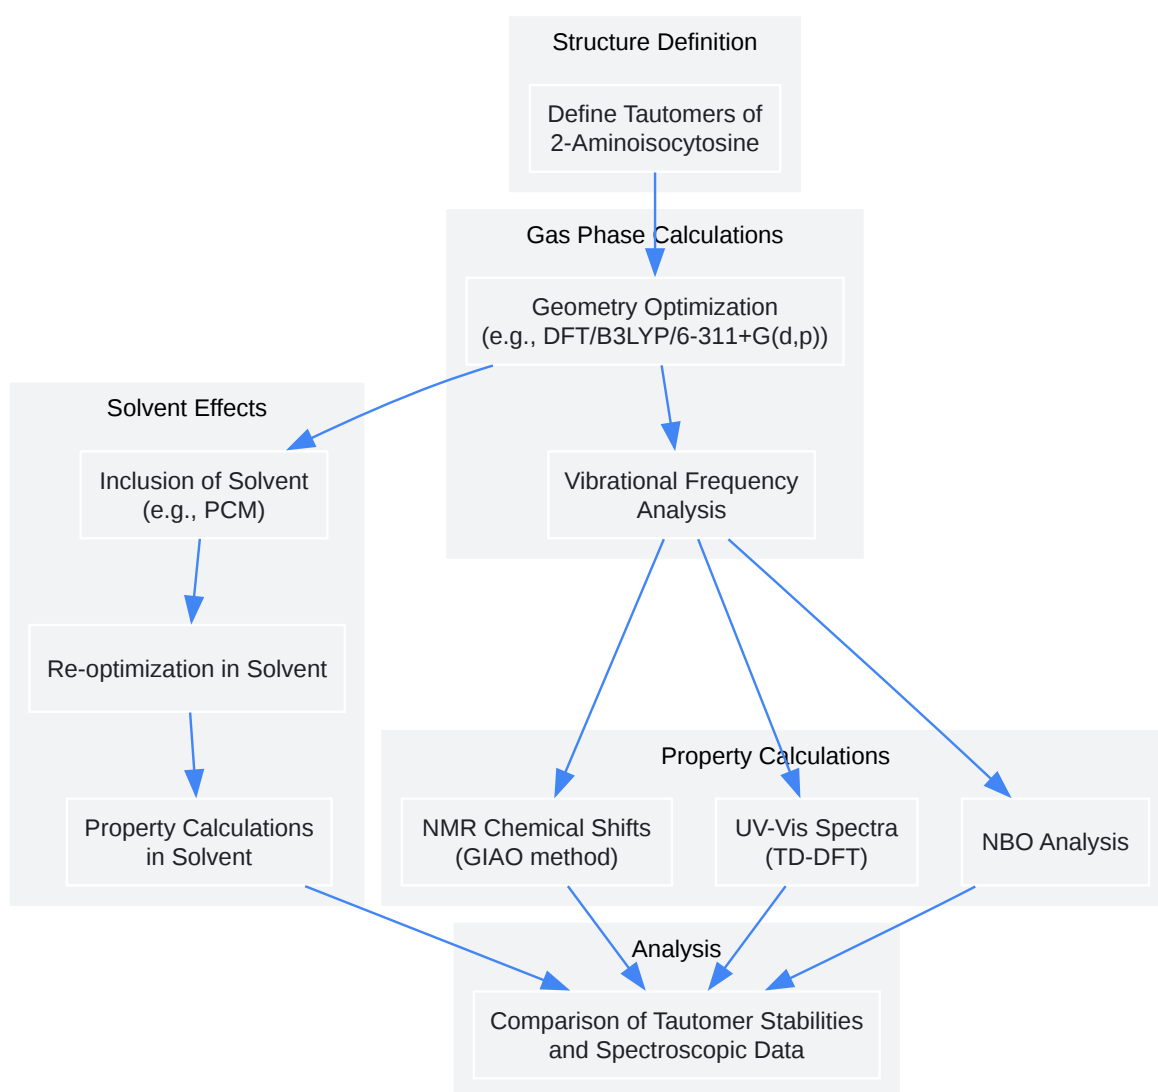 Structure Definition
Define Tautomers of
2-Aminoisocytosine
Gas Phase Calculations
Geometry Optimization
(e.g., DFT/B3LYP/6-311+G(d,p))
Solvent Effects
Inclusion of Solvent
(e.g., PCM)
Vibrational Frequency
Analysis
Re-optimization in Solvent
Property Calculations
in Solvent
Property Calculations
NMR Chemical Shifts
(GIAO method)
UV-Vis Spectra
(TD-DFT)
NBO Analysis
Analysis
Comparison of Tautomer Stabilities
and Spectroscopic Data